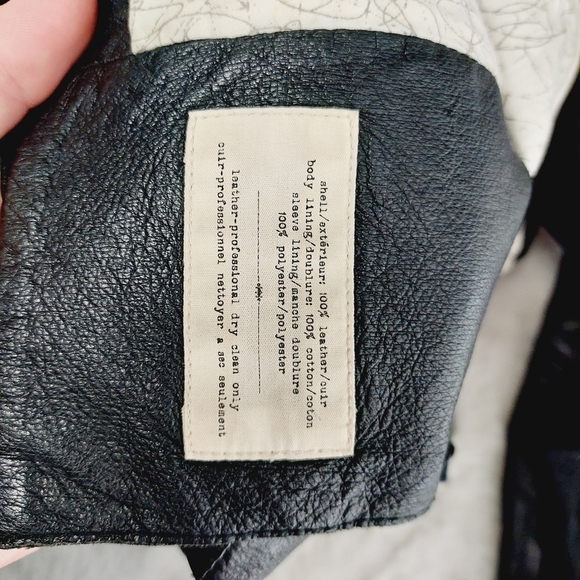 shell/extérieur: 100% leather/cuir
body lining/doublure: 100% cotton/coton
sleeve lining/manche doublure
100% polyester/polyester
leather-professional dry clean only
cuir-professionnel nettoyer a sec seulement